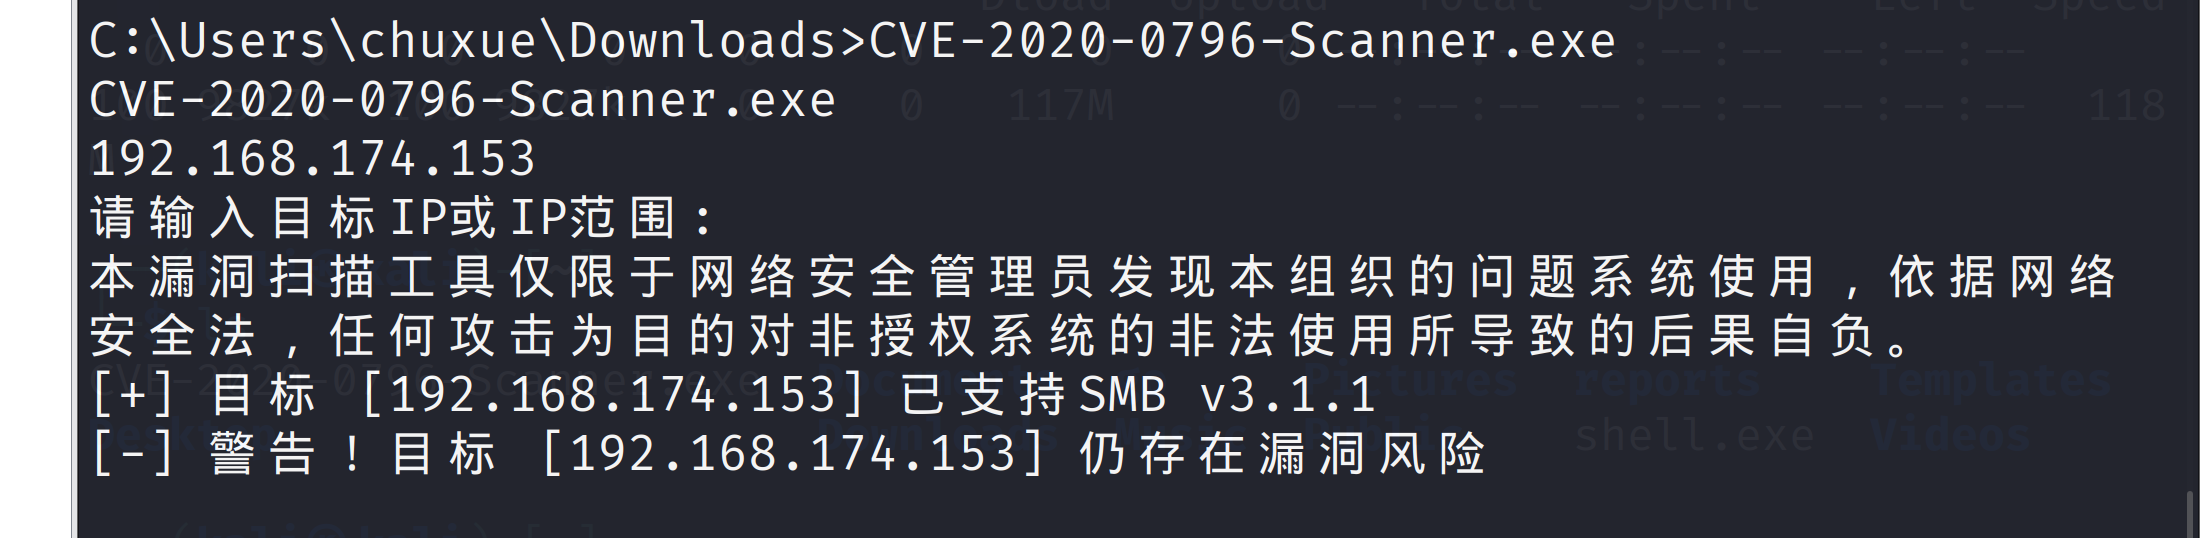 C:\Users\chuxue\Downloads>CVE-2020-0796-Scanner.exe
CVE-2020-0796-Scanner.exe
192.168.174.153
请输入目标IP或IP范围:
本漏洞扫描工具仅限于网络安全管理员发现本组织的问题系统使用，依据网络
安全法，任何攻击为目的对非授权系统的非法使用所导致的后果自负。
[+] 目标 [192.168.174.153] 已支持SMB v3.1.1
[-] 警告！目标 [192.168.174.153] 仍存在漏洞风险